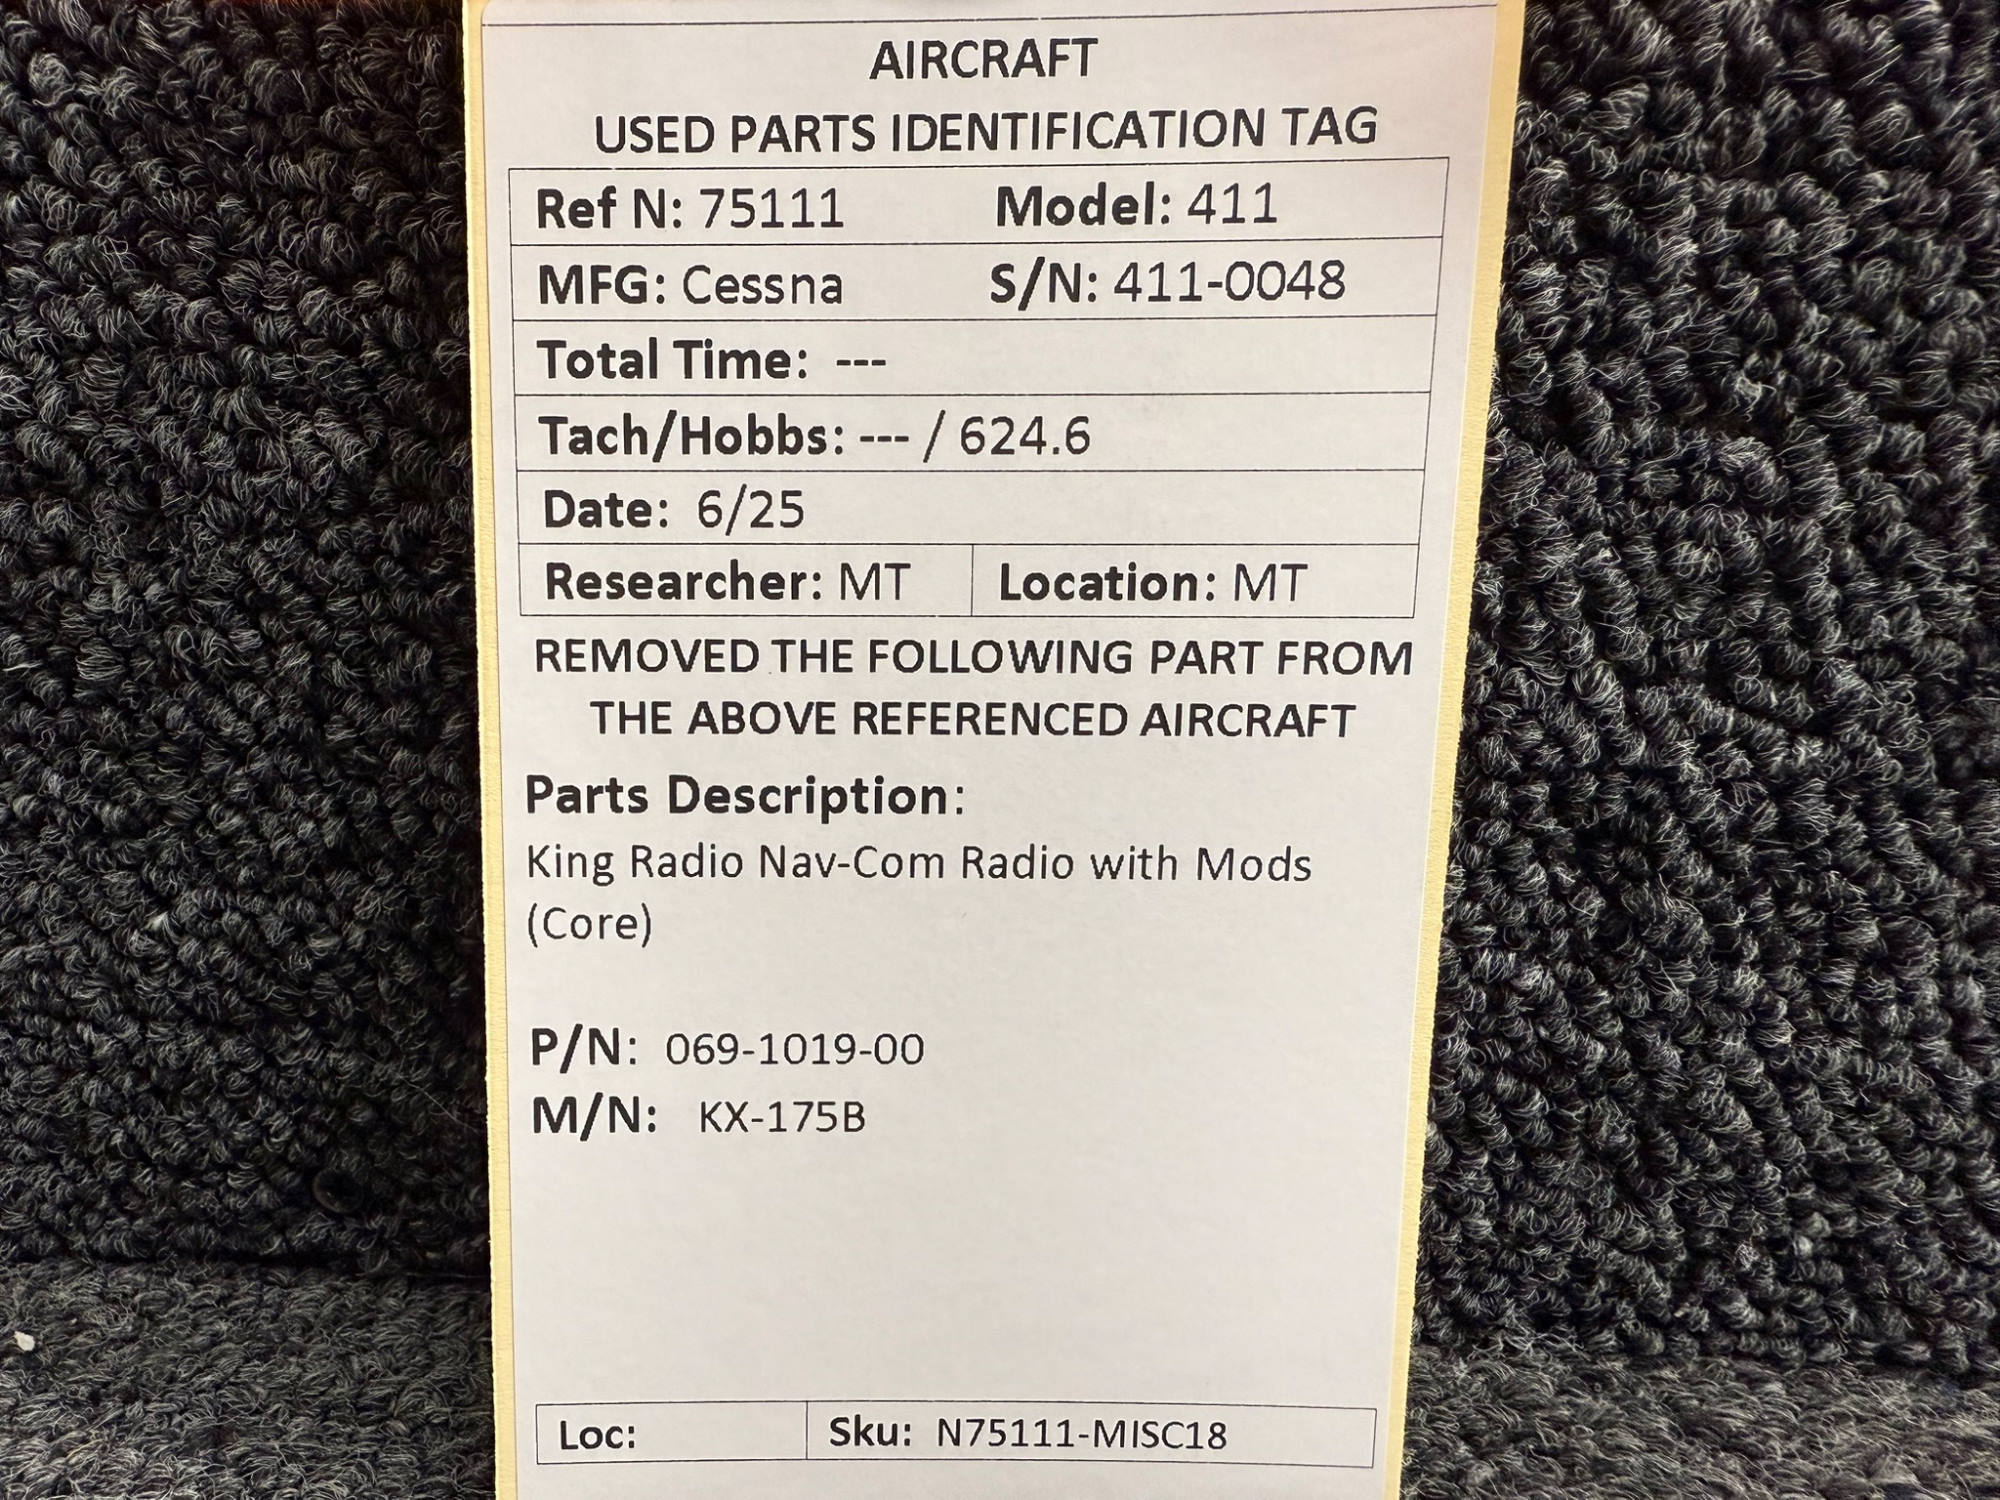 AIRCRAFT
USED PARTS IDENTIFICATION TAG
Ref N: 75111 Model: 411
MFG: Cessna S/N: 411-0048
Total Time: ---
Tach/Hobbs: --- / 624.6
Date: 6/25
Researcher: MT Location: MT
REMOVED THE FOLLOWING PART FROM
THE ABOVE REFERENCED AIRCRAFT
Parts Description:
King Radio Nav-Com Radio with Mods
(Core)
P/N: 069-1019-00
M/N: KX-175B
Loc: Sku: N75111-MISC18